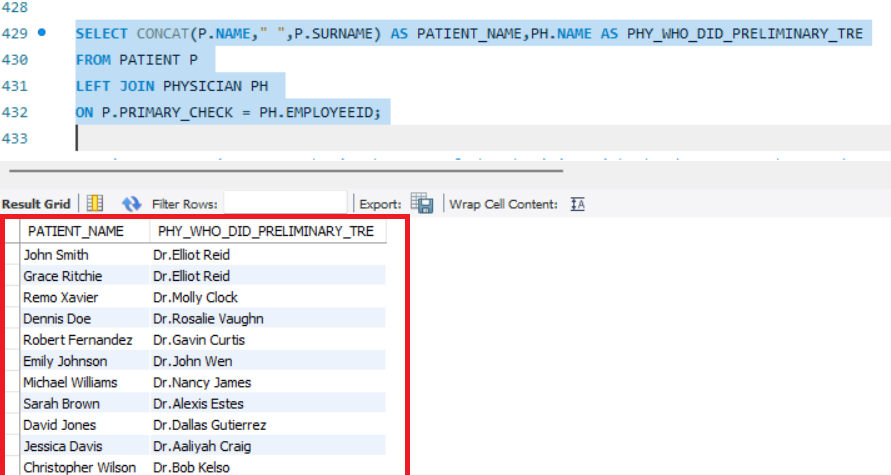 428
429 SELECT CONCAT(P.NAME," ",P.SURNAME) AS PATIENT_NAME,PH.NAME AS PHY_WHO_DID_PRELIMINARY_TRE
430 FROM PATIENT P
431 LEFT JOIN PHYSICIAN PH
432 ON P.PRIMARY_CHECK = PH.EMPLOYEEID;
433
Result Grid Filter Rows: Export: Wrap Cell Content:
PATIENT_NAME PHY_WHO_DID_PRELIMINARY_TRE
John Smith Dr.Elliot Reid
Grace Ritchie Dr.Elliot Reid
Remo Xavier Dr.Molly Clock
Dennis Doe Dr.Rosalie Vaughn
Robert Fernandez Dr.Gavin Curtis
Emily Johnson Dr.John Wen
Michael Williams Dr.Nancy James
Sarah Brown Dr.Alexis Estes
David Jones Dr.Dallas Gutierrez
Jessica Davis Dr.Aaliyah Craig
Christopher Wilson Dr.Bob Kelso